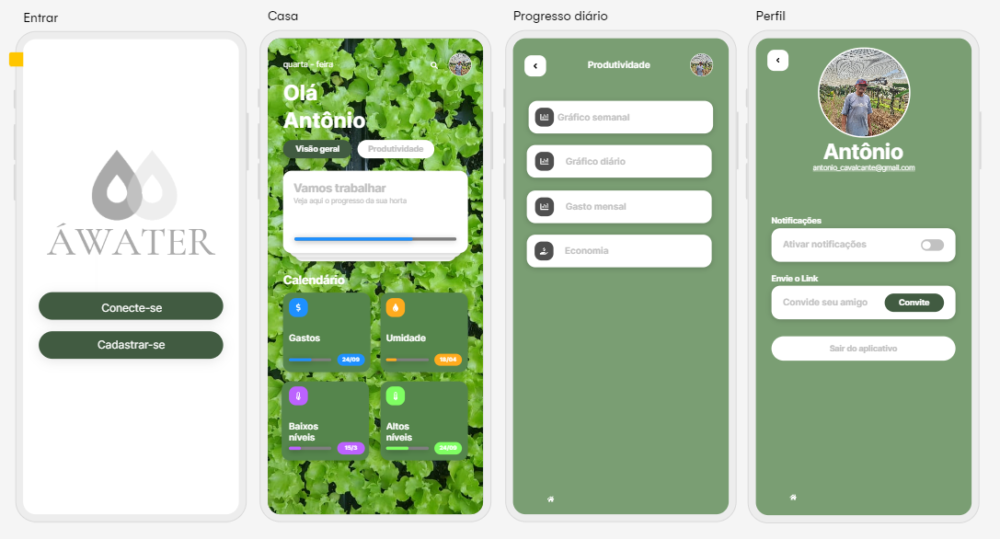 Entrar
ÁWATER
Conecte-se
Cadastrar-se
Casa
quarta - feira
Olá
Antônio
Visão geral
Produtividade
Vamos trabalhar
Veja aqui o progresso da sua horta
Calendário
Gastos
24/09
Umidade
18/04
Baixos
níveis
15/3
Altos
níveis
24/09
Progresso diário
Produtividade
Gráfico semanal
Gráfico diário
Gasto mensal
Economia
Perfil
Antônio
antonio_cavalcante@gmail.com
Notificações
Ativar notificações
Envie o Link
Convide seu amigo
Convite
Sair do aplicativo